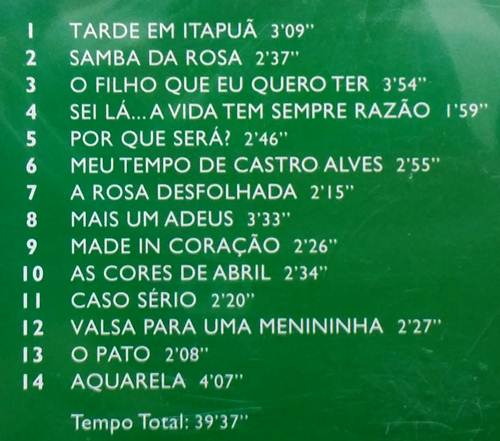 1 TARDE EM ITAPUÃ 3'09"
2 SAMBA DA ROSA 2'37"
3 O FILHO QUE EU QUERO TER 3'54"
4 SEI LÁ... A VIDA TEM SEMPRE RAZÃO 1'59"
5 POR QUE SERÁ? 2'46"
6 MEU TEMPO DE CASTRO ALVES 2'55"
7 A ROSA DESFOLHADA 2'15"
8 MAIS UM ADEUS 3'33"
9 MADE IN CORAÇÃO 2'26"
10 AS CORES DE ABRIL 2'34"
11 CASO SÉRIO 2'20"
12 VALSA PARA UMA MENININHA 2'27"
13 O PATO 2'08"
14 AQUARELA 4'07"
Tempo Total: 39'37"